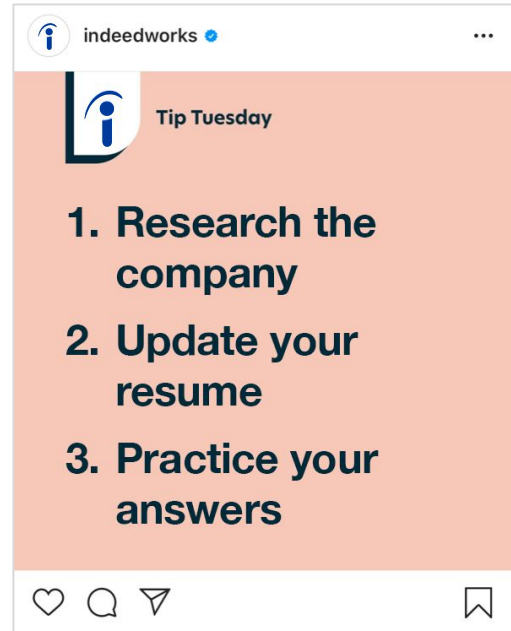 indeedworks
Tip Tuesday
1. Research the
company
2. Update your
resume
3. Practice your
answers